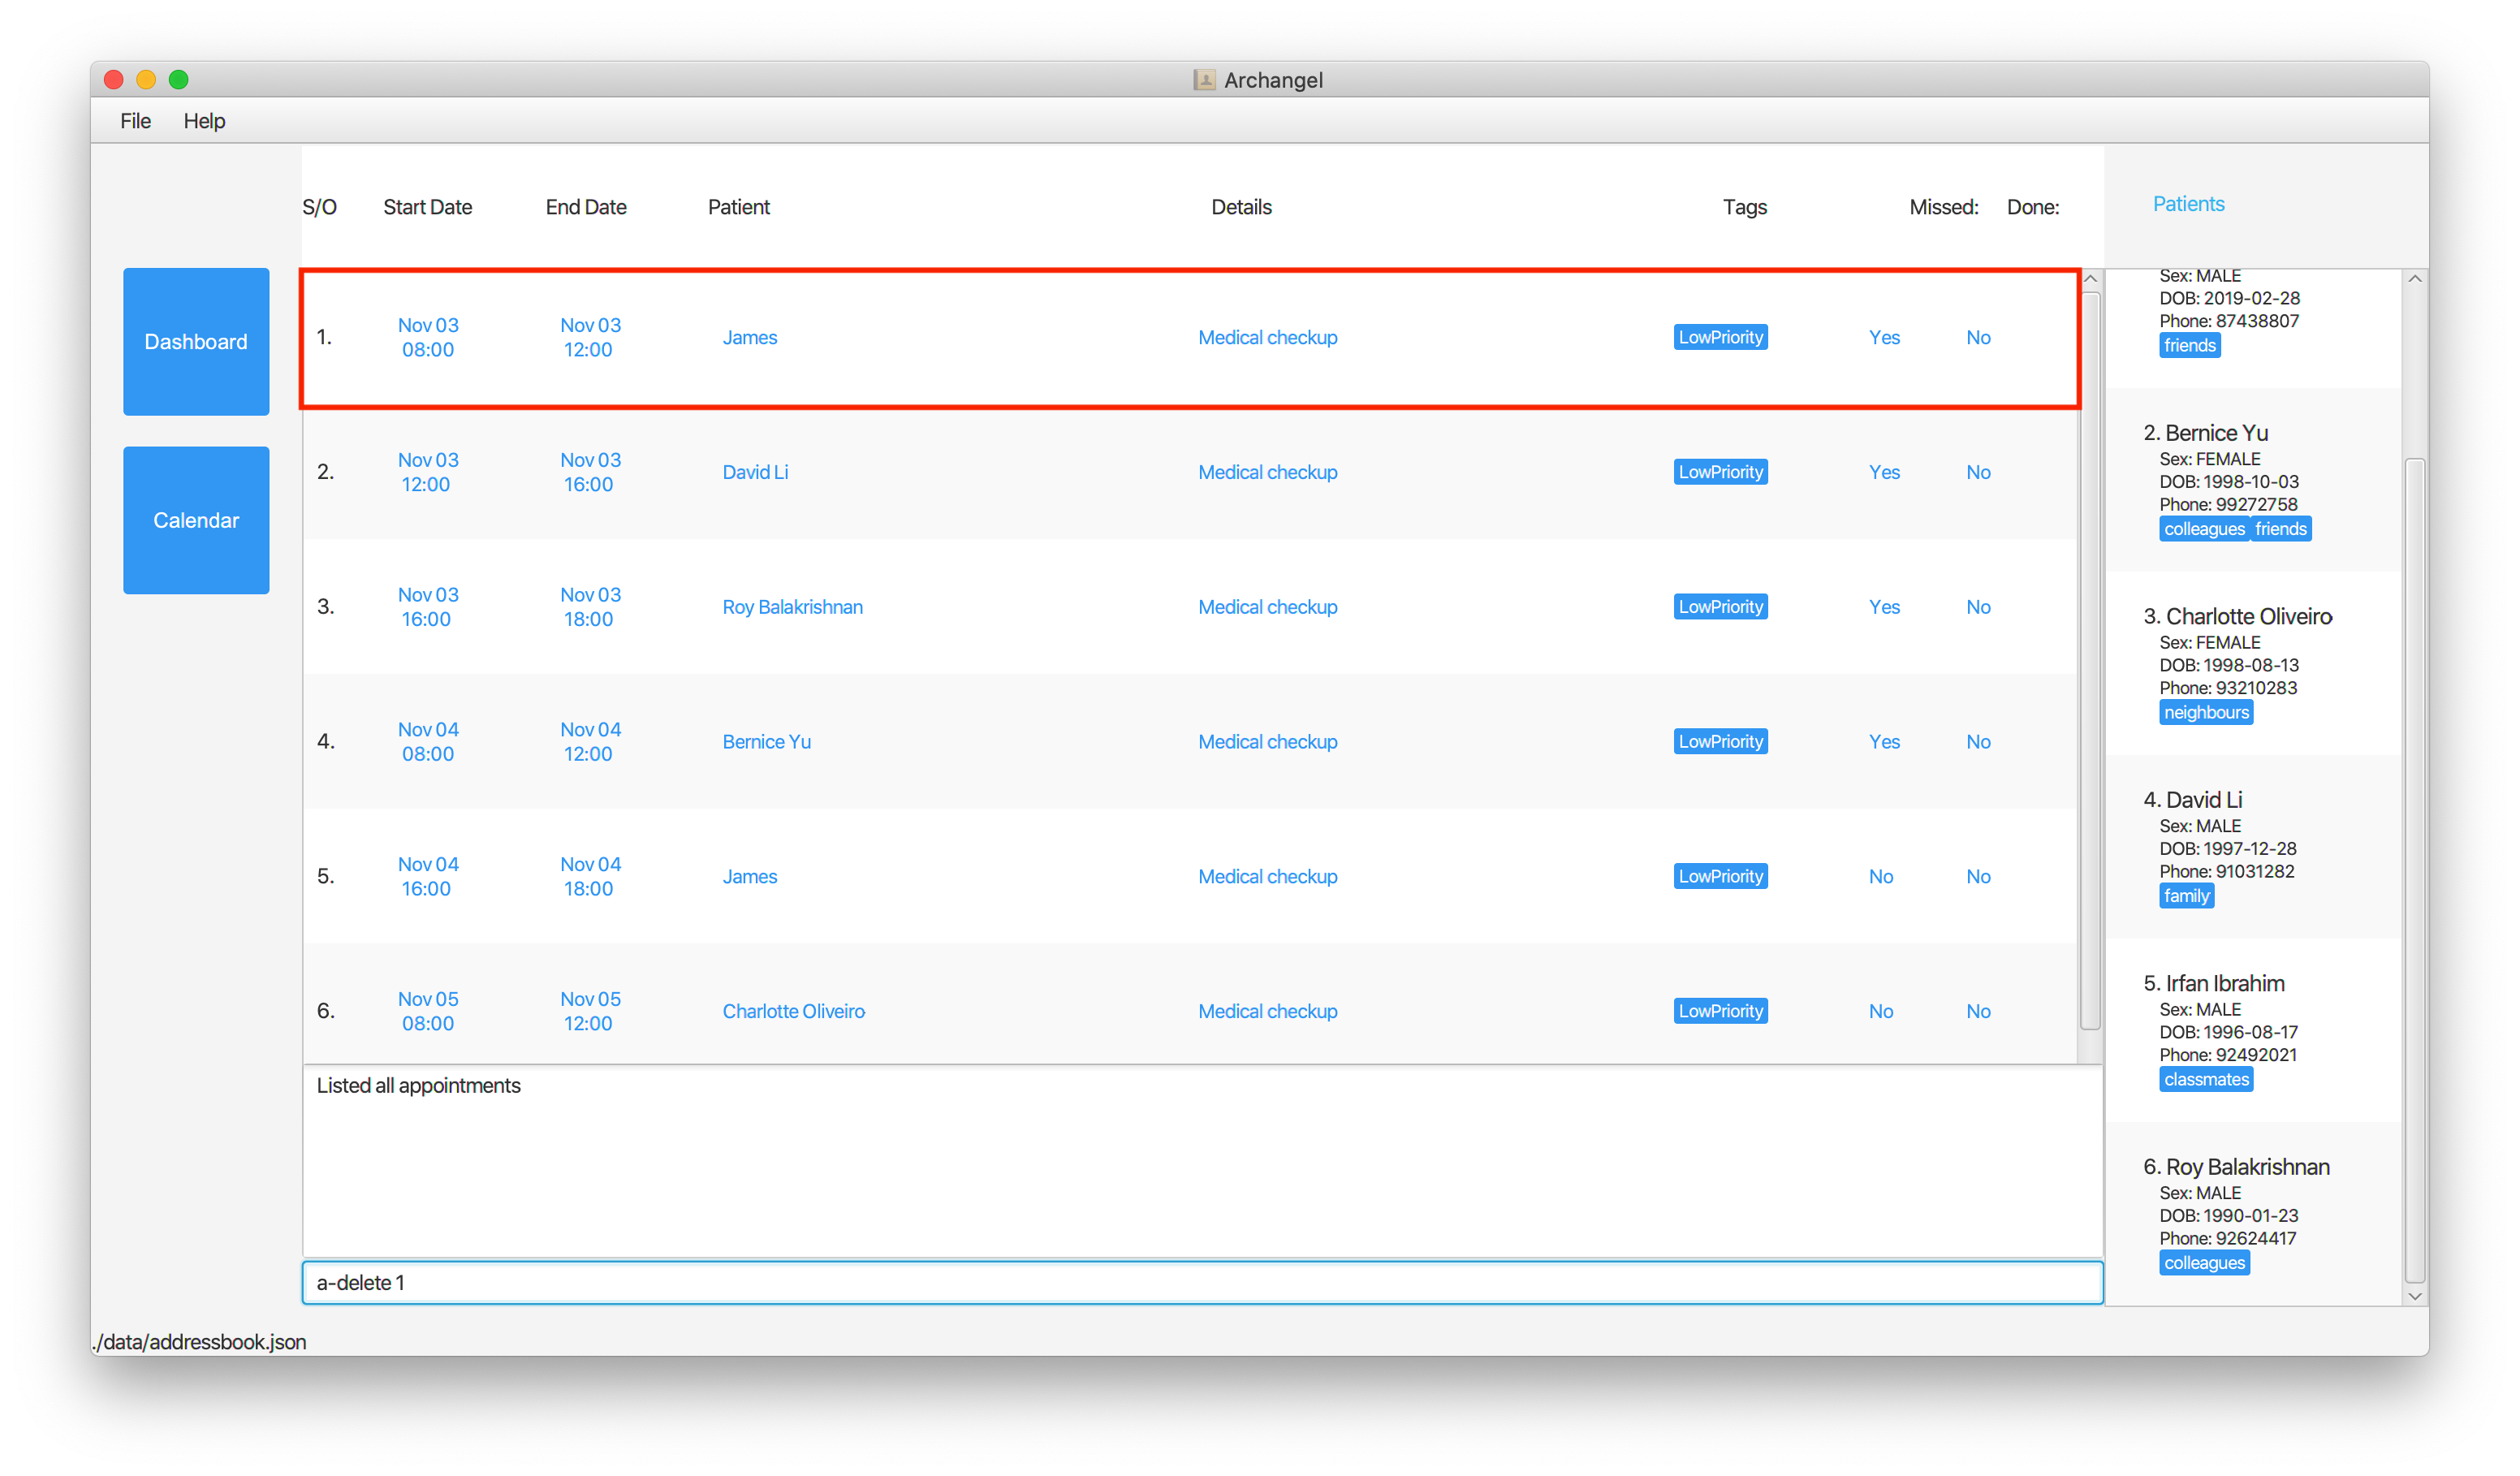 Archangel
File Help
Dashboard
Calendar
S/O Start Date End Date Patient Details Tags Missed: Done:
1. Nov 03 08:00 Nov 03 12:00 James Medical checkup LowPriority Yes No
2. Nov 03 12:00 Nov 03 16:00 David Li Medical checkup LowPriority Yes No
3. Nov 03 16:00 Nov 03 18:00 Roy Balakrishnan Medical checkup LowPriority Yes No
4. Nov 04 08:00 Nov 04 12:00 Bernice Yu Medical checkup LowPriority Yes No
5. Nov 04 16:00 Nov 04 18:00 James Medical checkup LowPriority No No
6. Nov 05 08:00 Nov 05 12:00 Charlotte Oliveiro Medical checkup LowPriority No No
Listed all appointments
a-delete 1
Patients
Sex: MALE
DOB: 2019-02-28
Phone: 87438807
friends
2. Bernice Yu
Sex: FEMALE
DOB: 1998-10-03
Phone: 99272758
colleagues friends
3. Charlotte Oliveiro
Sex: FEMALE
DOB: 1998-08-13
Phone: 93210283
neighbours
4. David Li
Sex: MALE
DOB: 1997-12-28
Phone: 91031282
family
5. Irfan Ibrahim
Sex: MALE
DOB: 1996-08-17
Phone: 92492021
classmates
6. Roy Balakrishnan
Sex: MALE
DOB: 1990-01-23
Phone: 92624417
colleagues
./data/addressbook.json